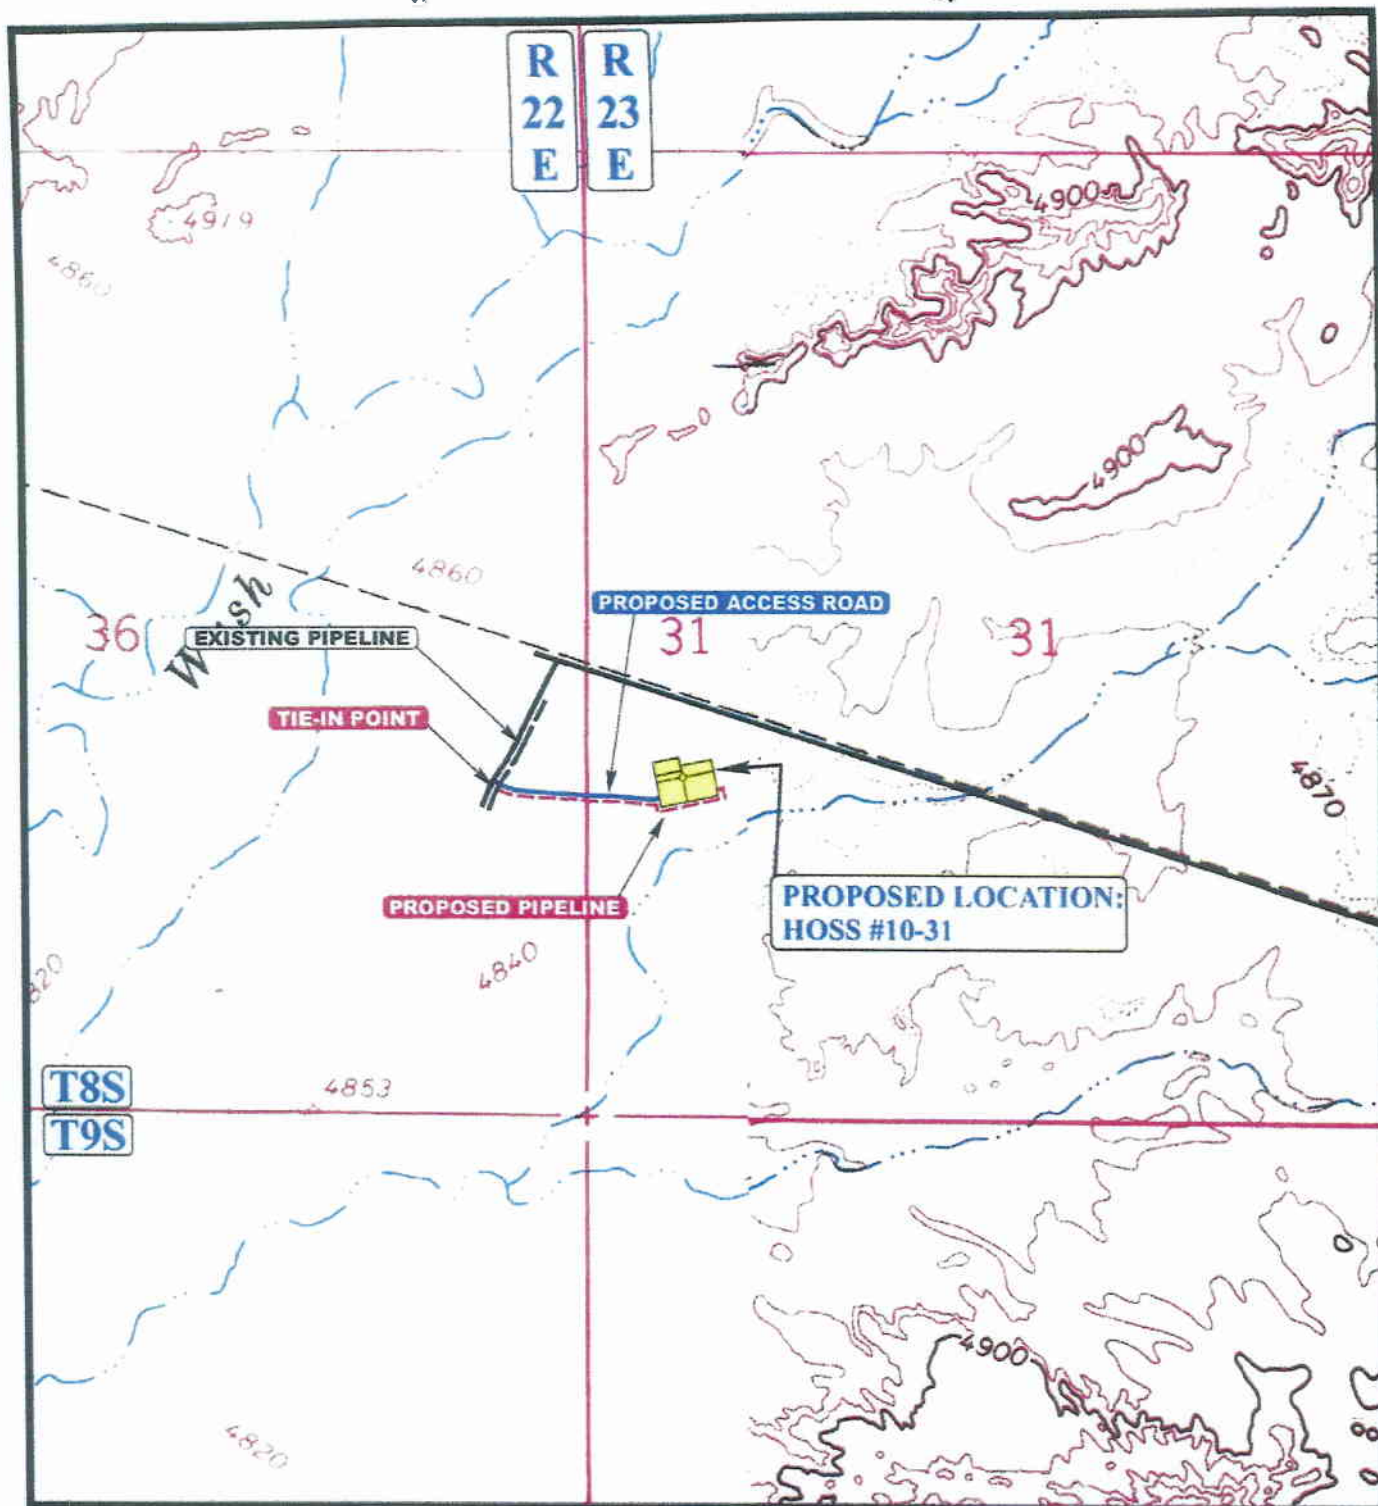 R R
22 23
E E
4900
4919
4860
4900
4860
PROPOSED ACCESS ROAD
36
EXISTING PIPELINE
31
31
TIE-IN POINT
4870
PROPOSED PIPELINE
PROPOSED LOCATION:
HOSS #10-31
4840
820
T8S
4853
T9S
4900
4820